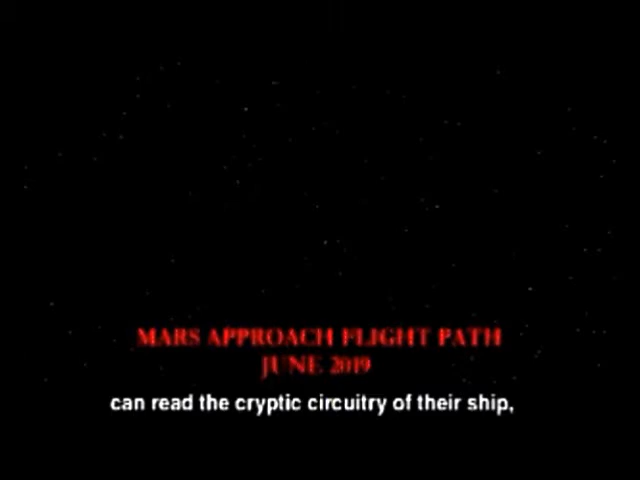 MARS APPROACH FLIGHT PATH
JUNE 2019
can read the cryptic circuitry of their ship,